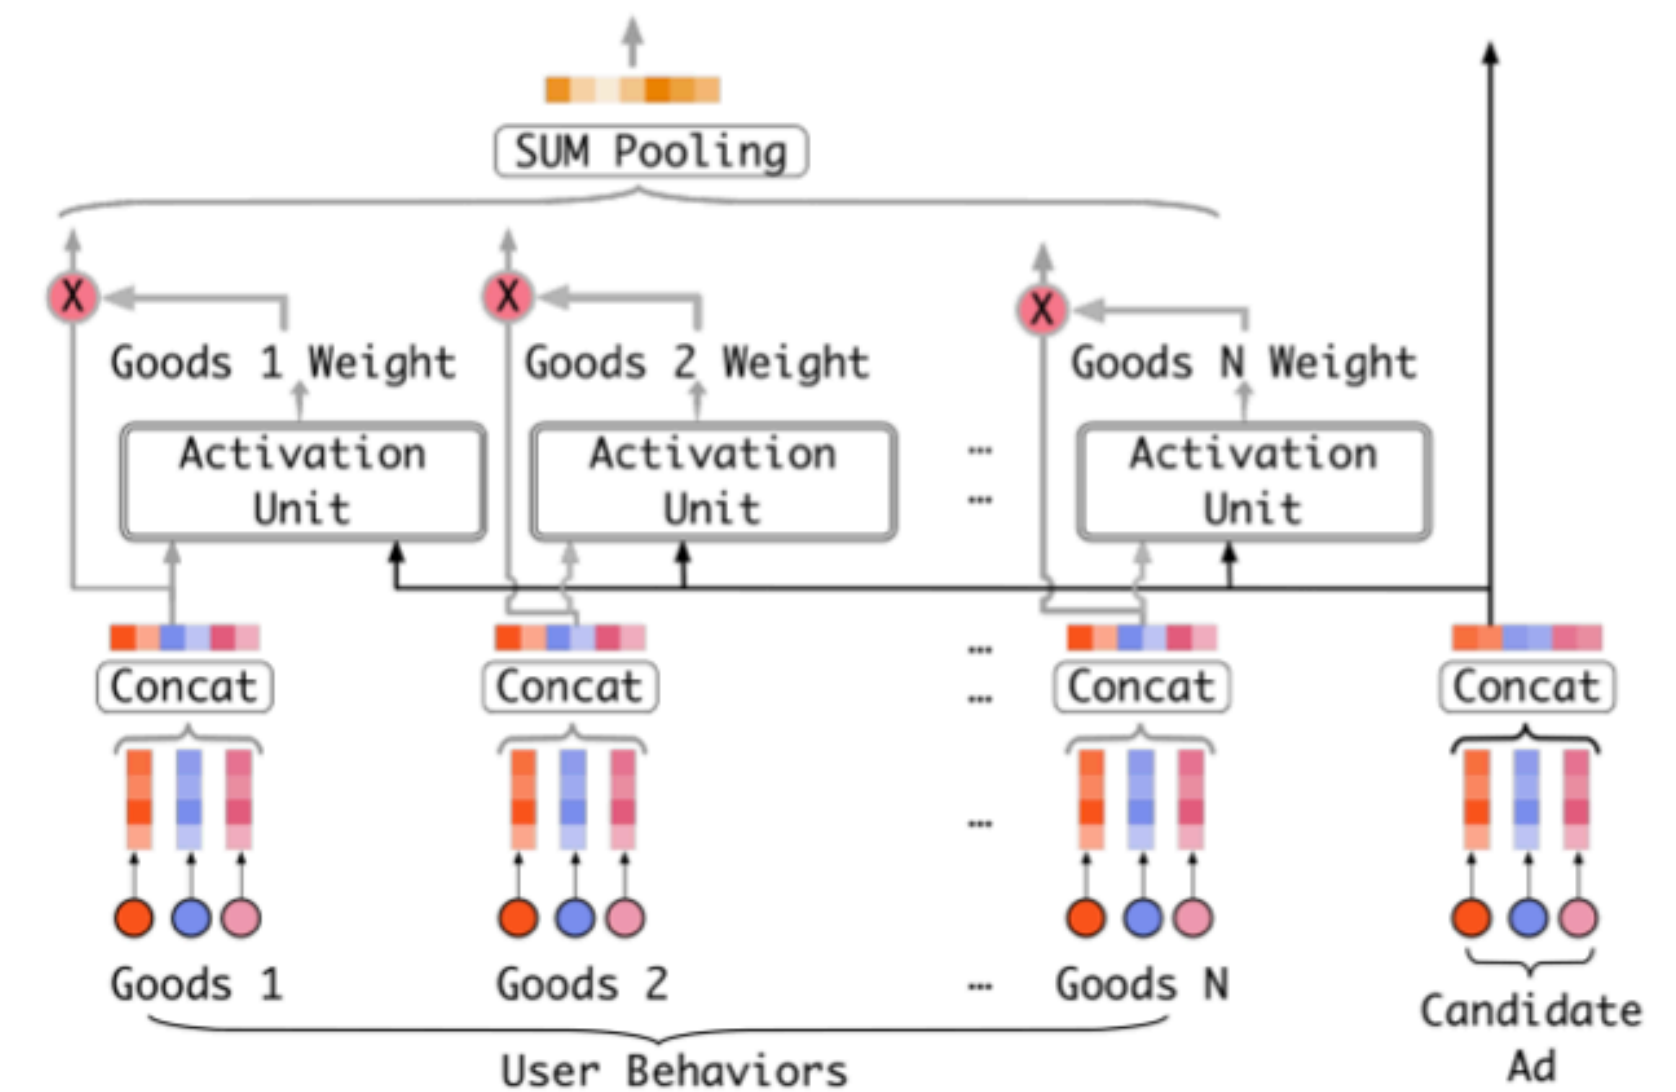 SUM Pooling
X X X
Goods 1 Weight Goods 2 Weight Goods N Weight
Activation Unit Activation Unit ... ... Activation Unit
...
Concat Concat ... Concat Concat
...
Goods 1 Goods 2 ... Goods N
Candidate Ad
User Behaviors